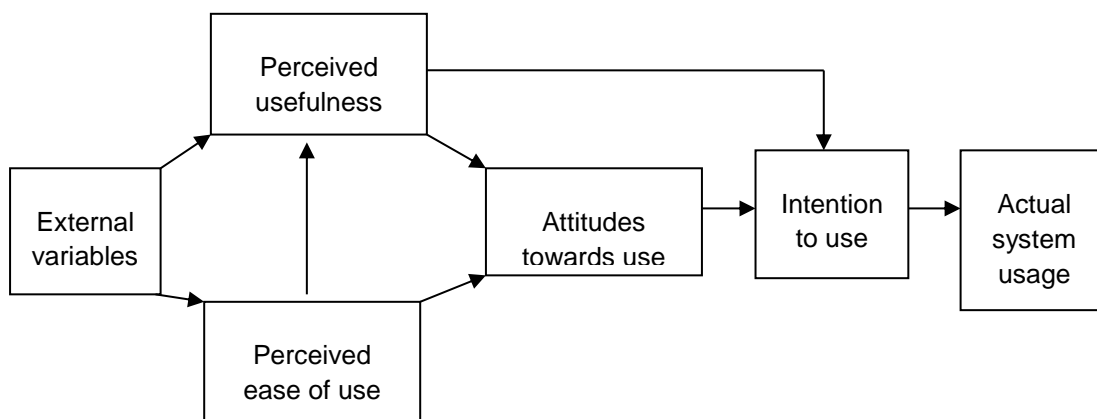 Perceived
usefulness
External
variables
Perceived
ease of use
Attitudes
towards use
Intention
to use
Actual
system
usage